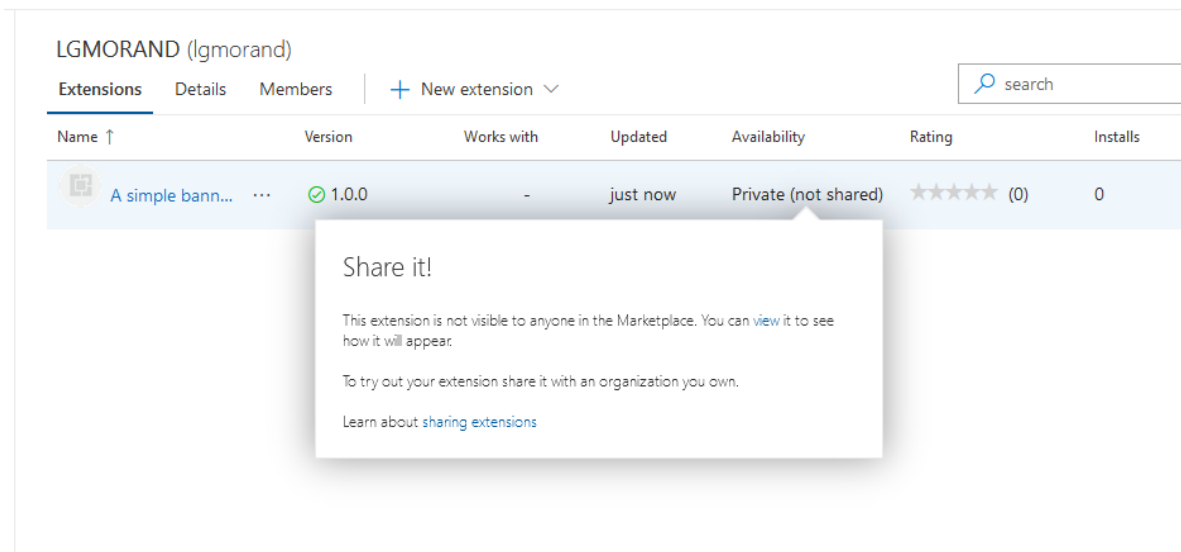 LGMORAND (lgmorand)
Extensions Details Members + New extension
search
Name ↑ Version Works with Updated Availability Rating Installs
A simple bann... ... 1.0.0 - just now Private (not shared) (0) 0
Share it!
This extension is not visible to anyone in the Marketplace. You can view it to see
how it will appear.
To try out your extension share it with an organization you own.
Learn about sharing extensions